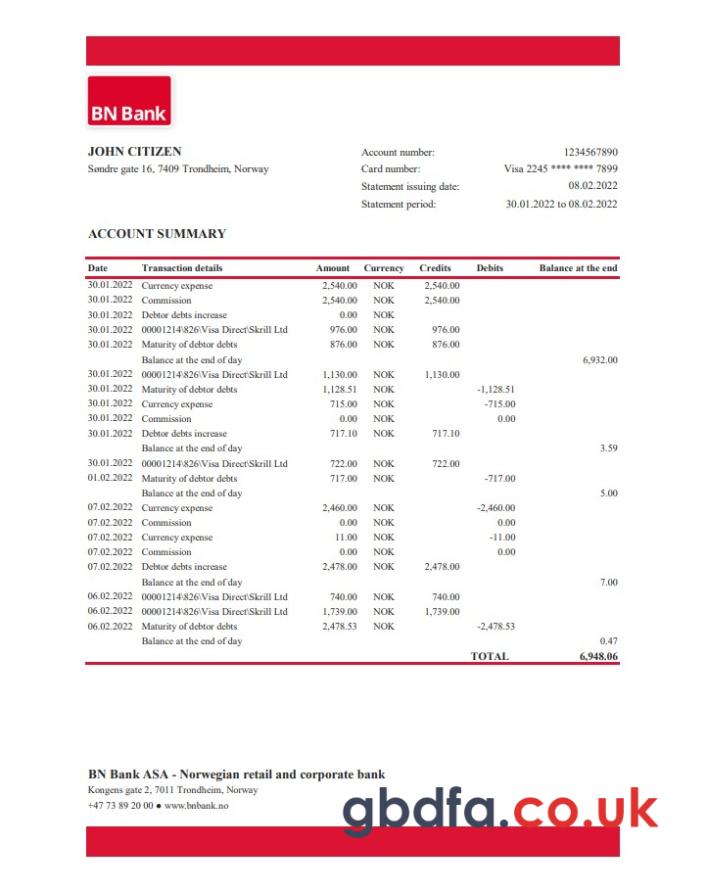 BN Bank
JOHN CITIZEN
Søndre gate 16, 7409 Trondheim, Norway
Account number: 1234567890
Card number: Visa 2245 **** **** 7899
Statement issuing date: 08.02.2022
Statement period: 30.01.2022 to 08.02.2022
ACCOUNT SUMMARY
Date Transaction details Amount Currency Credits Debits Balance at the end
30.01.2022 Currency expense 2,540.00 NOK 2,540.00
30.01.2022 Commission 2,540.00 NOK 2,540.00
30.01.2022 Debtor debts increase 0.00 NOK
30.01.2022 00001214\826\Visa Direct\Skrill Ltd 976.00 NOK 976.00
30.01.2022 Maturity of debtor debts 876.00 NOK 876.00
Balance at the end of day 6,932.00
30.01.2022 00001214\826\Visa Direct\Skrill Ltd 1,130.00 NOK 1,130.00
30.01.2022 Maturity of debtor debts 1,128.51 NOK -1,128.51
30.01.2022 Currency expense 715.00 NOK -715.00
30.01.2022 Commission 0.00 NOK 0.00
30.01.2022 Debtor debts increase 717.10 NOK 717.10
Balance at the end of day 3.59
30.01.2022 00001214\826\Visa Direct\Skrill Ltd 722.00 NOK 722.00
01.02.2022 Maturity of debtor debts 717.00 NOK -717.00
Balance at the end of day 5.00
07.02.2022 Currency expense 2,460.00 NOK -2,460.00
07.02.2022 Commission 0.00 NOK 0.00
07.02.2022 Currency expense 11.00 NOK -11.00
07.02.2022 Commission 0.00 NOK 0.00
07.02.2022 Debtor debts increase 2,478.00 NOK 2,478.00
Balance at the end of day 7.00
06.02.2022 00001214\826\Visa Direct\Skrill Ltd 740.00 NOK 740.00
06.02.2022 00001214\826\Visa Direct\Skrill Ltd 1,739.00 NOK 1,739.00
06.02.2022 Maturity of debtor debts 2,478.53 NOK -2,478.53
Balance at the end of day 0.47
TOTAL 6,948.06
BN Bank ASA - Norwegian retail and corporate bank
Kongens gate 2, 7011 Trondheim, Norway
+47 73 89 20 00 ● www.bnbank.no
gbdfa.co.uk